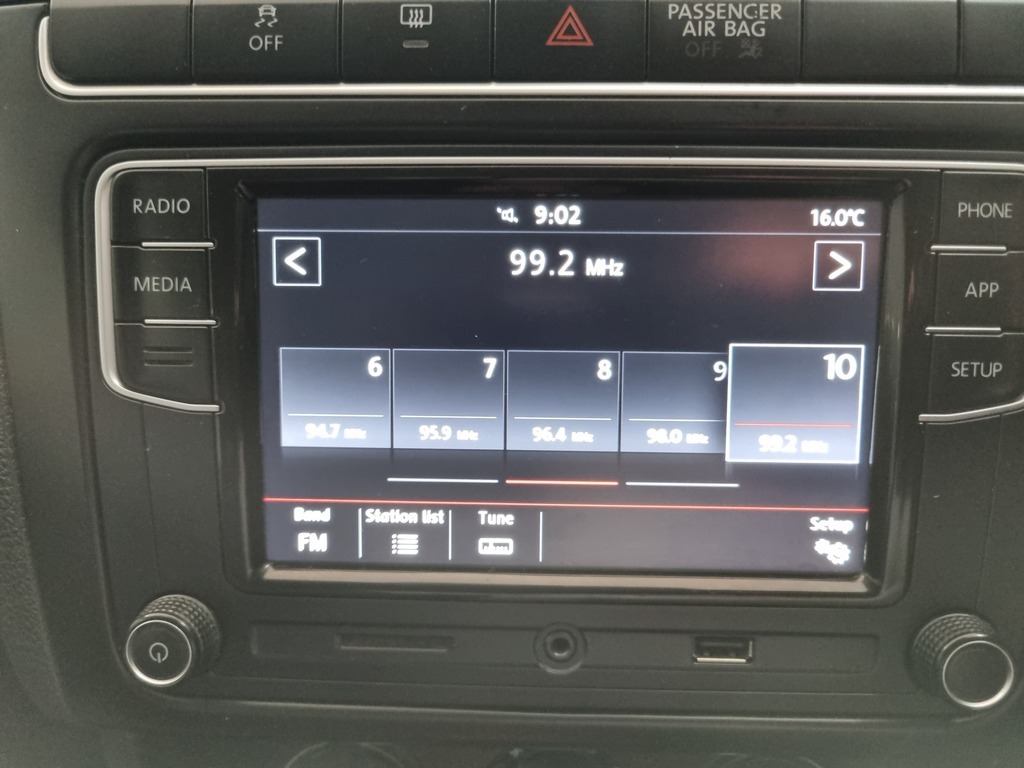 OFF
PASSENGER
AIR BAG
OFF
RADIO
MEDIA
9:02
16.0°C
<
99.2 MHz
>
PHONE
APP
SETUP
6
7
8
9
10
94.7 MHz
95.9 MHz
96.4 MHz
98.0 MHz
99.2 MHz
Band
Station list
Tune
Setup
FM